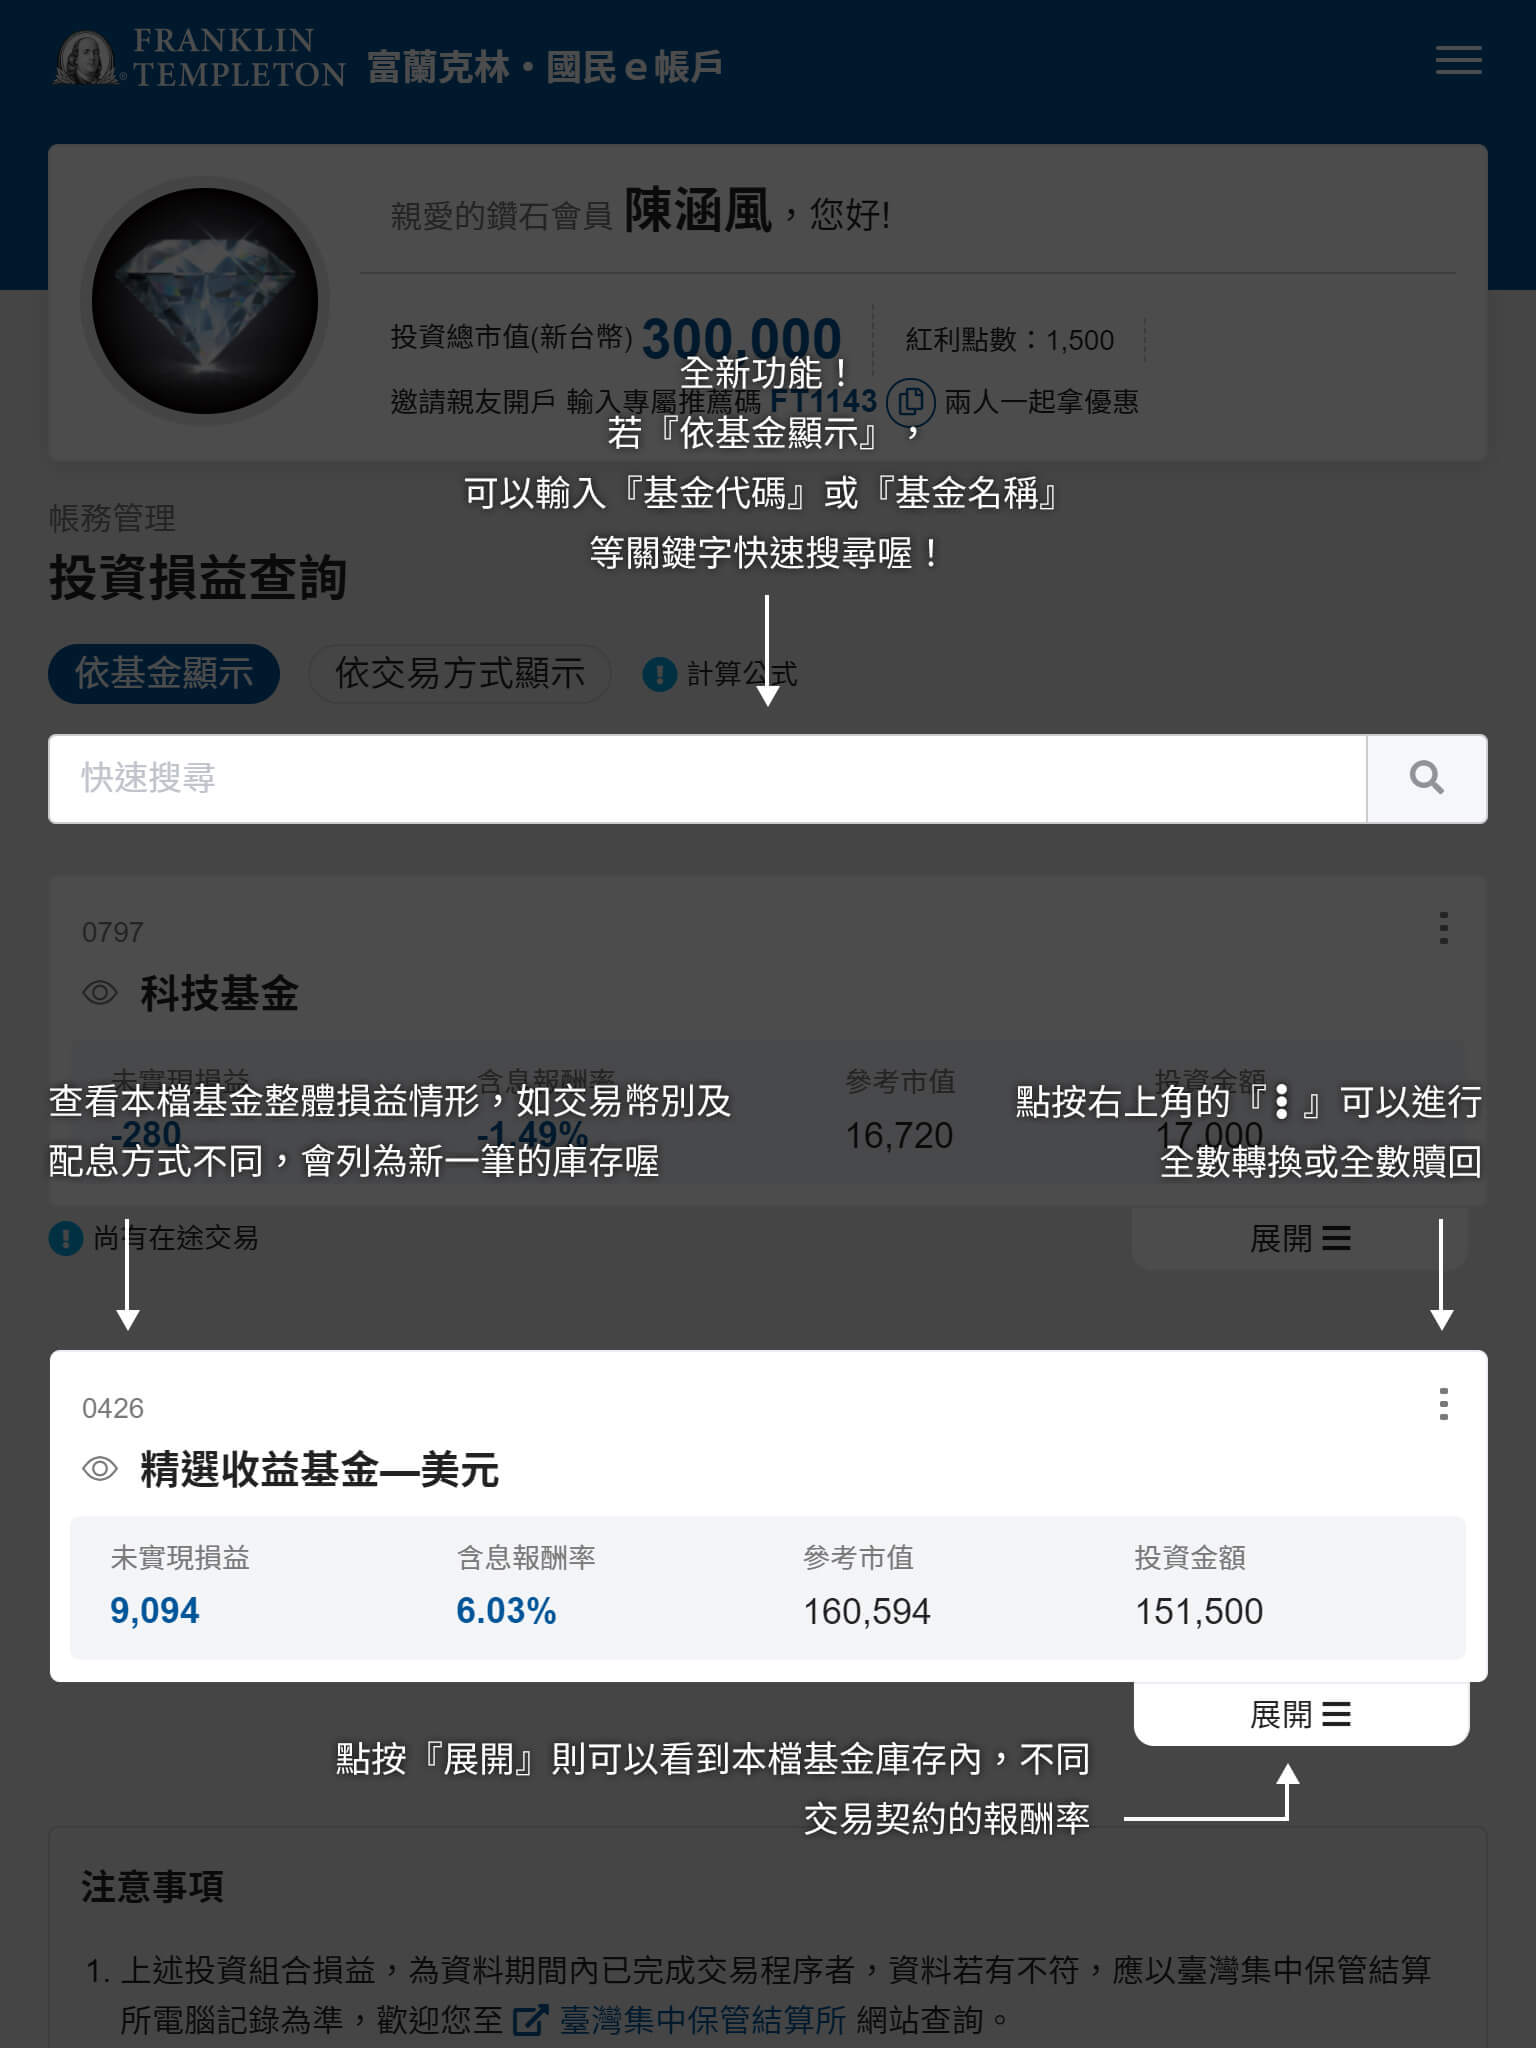 FRANKLIN
TEMPLETON
富蘭克林・國民e帳戶
親愛的鑽石會員 陳涵風，您好!
投資總市值(新台幣) 300,000
紅利點數：1,500
邀請親友開戶 輸入專屬推薦碼 FT1143 兩人一起拿優惠
全新功能！
若『依基金顯示』，
可以輸入『基金代碼』或『基金名稱』
等關鍵字快速搜尋喔！
帳務管理
投資損益查詢
依基金顯示
依交易方式顯示
計算公式
快速搜尋
0797
科技基金
未實現損益
含息報酬率
參考市值
投資金額
-280
-1.49%
16,720
17,000
查看本檔基金整體損益情形，如交易幣別及
配息方式不同，會列為新一筆的庫存喔
點按右上角的『⋮』可以進行
全數轉換或全數贖回
尚有在途交易
展開
0426
精選收益基金—美元
未實現損益
含息報酬率
參考市值
投資金額
9,094
6.03%
160,594
151,500
展開
點按『展開』則可以看到本檔基金庫存內，不同
交易契約的報酬率
注意事項
1. 上述投資組合損益，為資料期間內已完成交易程序者，資料若有不符，應以臺灣集中保管結算
所電腦記錄為準，歡迎您至 臺灣集中保管結算所 網站查詢。